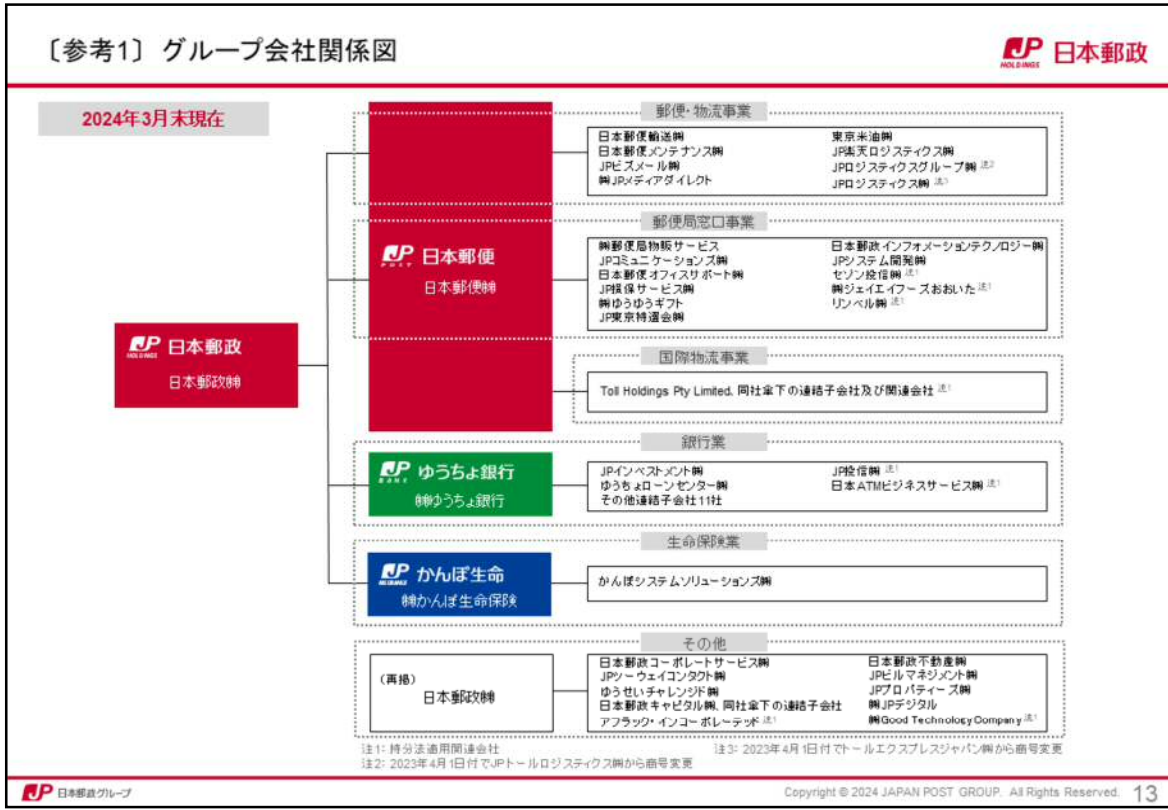 〔参考1〕 グループ会社関係図
JP HOLDINGS 日本郵政
2024年3月末現在
JP HOLDINGS 日本郵政
日本郵政㈱
JP POST 日本郵便
日本郵便㈱
郵便・物流事業
日本郵便輸送㈱
日本郵便メンテナンス㈱
JPビズメール㈱
㈱JPメディアダイレクト
東京米油㈱
JP楽天ロジスティクス㈱
JPロジスティクスグループ㈱ 注2
JPロジスティクス㈱ 注3
郵便局窓口事業
㈱郵便局物販サービス
JPコミュニケーションズ㈱
日本郵便オフィスサポート㈱
JP損保サービス㈱
㈱ゆうゆうギフト
JP東京特選会㈱
日本郵政インフォメーションテクノロジー㈱
JPシステム開発㈱
セゾン投信㈱ 注1
㈱ジェイエイフーズおおいた 注1
リンベル㈱ 注1
国際物流事業
Toll Holdings Pty Limited、同社傘下の連結子会社及び関連会社 注1
銀行業
JP BANK ゆうちょ銀行
㈱ゆうちょ銀行
JPインベストメント㈱
ゆうちょローンセンター㈱
その他連結子会社11社
JP投信㈱ 注1
日本ATMビジネスサービス㈱ 注1
生命保険業
JP かんぽ生命
㈱かんぽ生命保険
かんぽシステムソリューションズ㈱
その他
(再掲)
日本郵政㈱
日本郵政コーポレートサービス㈱
JPツーウェイコンタクト㈱
ゆうせいチャレンジド㈱
日本郵政キャピタル㈱、同社傘下の連結子会社
アフラック・インコーポレーテッド 注1
日本郵政不動産㈱
JPビルマネジメント㈱
JPプロパティーズ㈱
㈱JPデジタル
㈱Good Technology Company 注1
注1: 持分法適用関連会社
注2: 2023年4月1日付でJPトールロジスティクス㈱から商号変更
注3: 2023年4月1日付でトールエクスプレスジャパン㈱から商号変更
JP 日本郵政グループ
Copyright © 2024 JAPAN POST GROUP. All Rights Reserved. 13